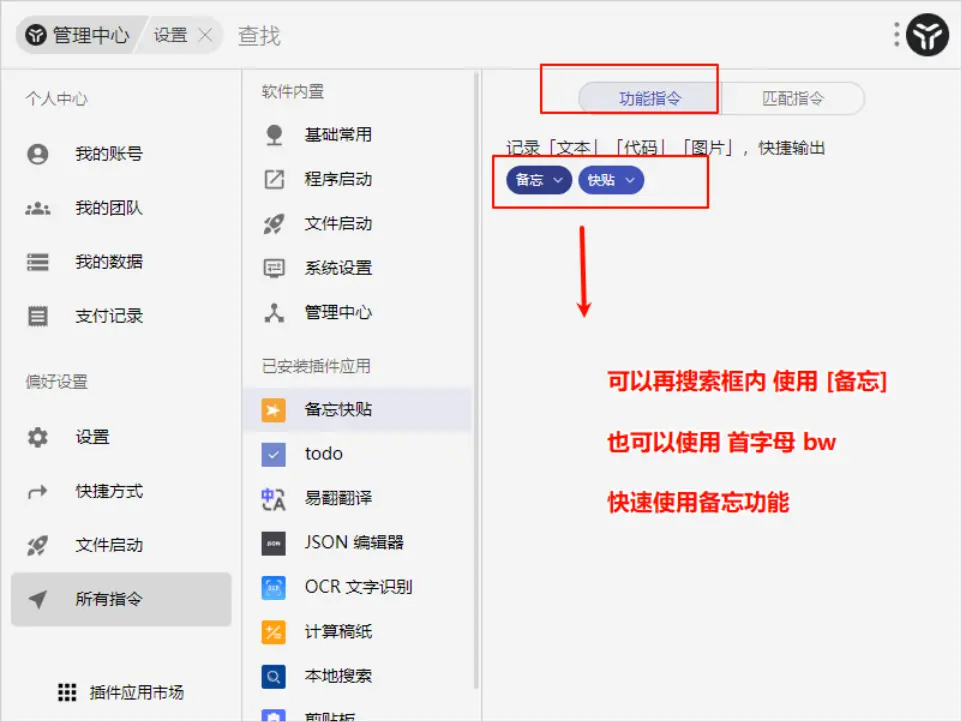 管理中心 设置 查找
个人中心
我的账号
我的团队
我的数据
支付记录
偏好设置
设置
快捷方式
文件启动
所有指令
插件应用市场
软件内置
基础常用
程序启动
文件启动
系统设置
管理中心
已安装插件应用
备忘快贴
todo
易翻翻译
JSON 编辑器
OCR 文字识别
计算稿纸
本地搜索
剪贴板
功能指令 匹配指令
记录「文本」「代码」「图片」，快捷输出
备忘 快贴
可以再搜索框内 使用 [备忘]
也可以使用 首字母 bw
快速使用备忘功能